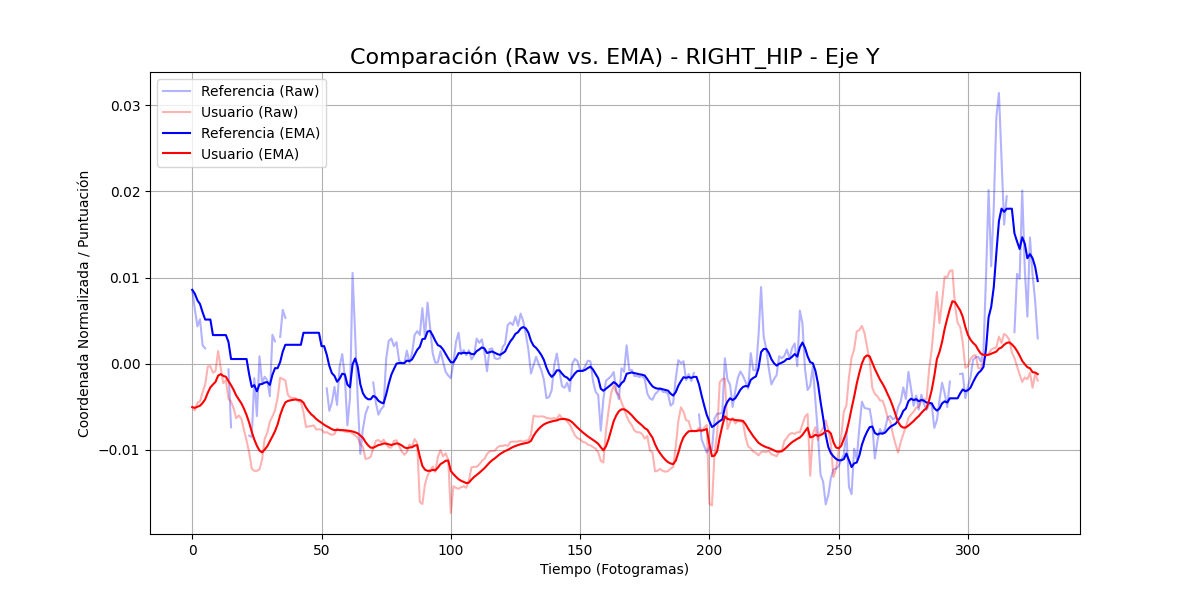 Comparación (Raw vs. EMA) - RIGHT_HIP - Eje Y
Referencia (Raw)
Usuario (Raw)
Referencia (EMA)
Usuario (EMA)
Coordenada Normalizada / Puntuación
0.03
0.02
0.01
0.00
−0.01
0
50
100
150
200
250
300
Tiempo (Fotogramas)